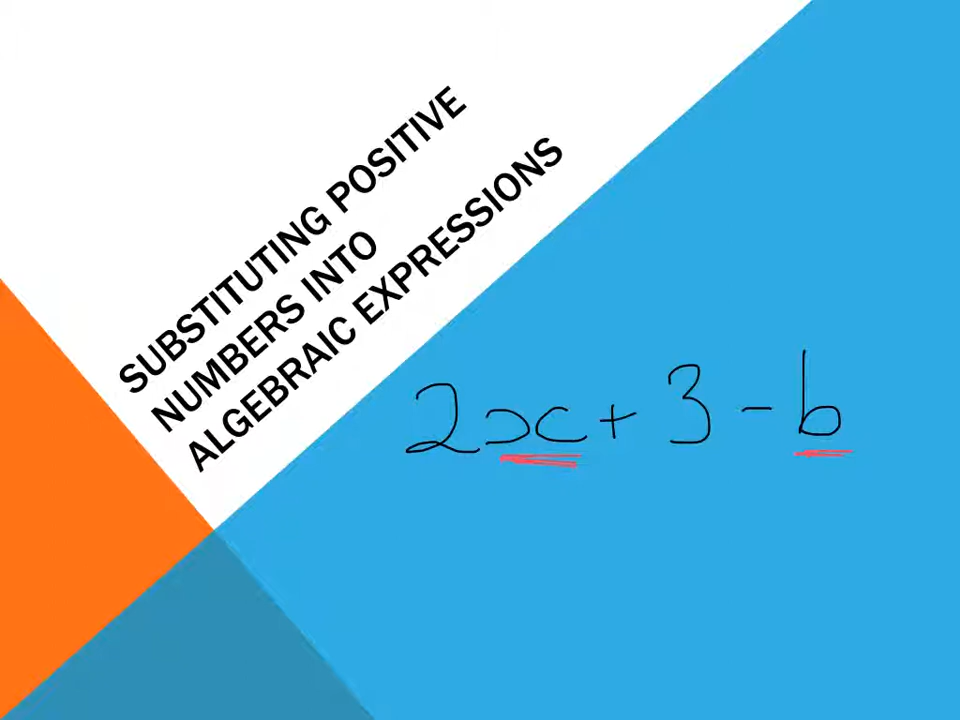 SUBSTITUTING POSITIVE
NUMBERS INTO
ALGEBRAIC EXPRESSIONS
2x + 3 - b